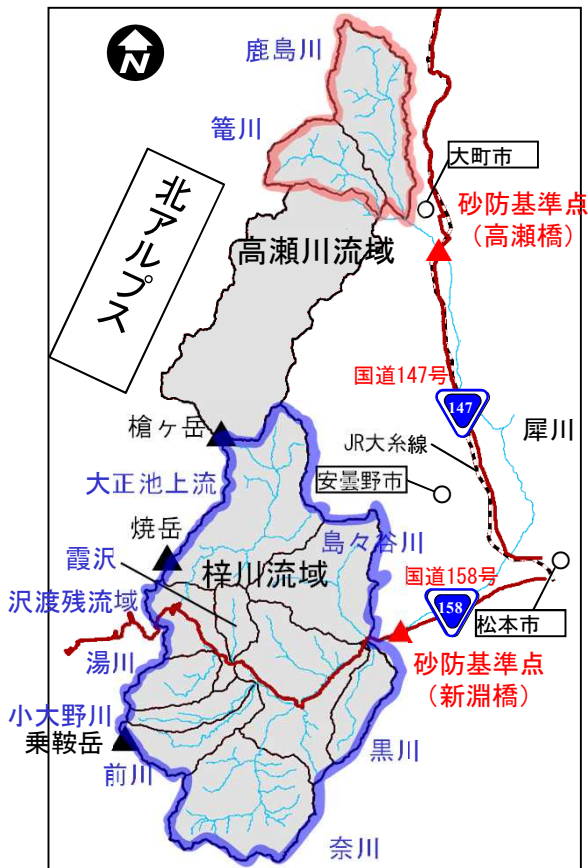 N
鹿島川
篭川
大町市
北アルプス
砂防基準点
（高瀬橋）
高瀬川流域
国道147号
147
槍ヶ岳
犀川
JR大糸線
大正池上流
安曇野市
焼岳
島々谷川
霞沢
梓川流域
国道158号
沢渡残流域
158
松本市
湯川
砂防基準点
（新淵橋）
小大野川
乗鞍岳
前川
黒川
奈川